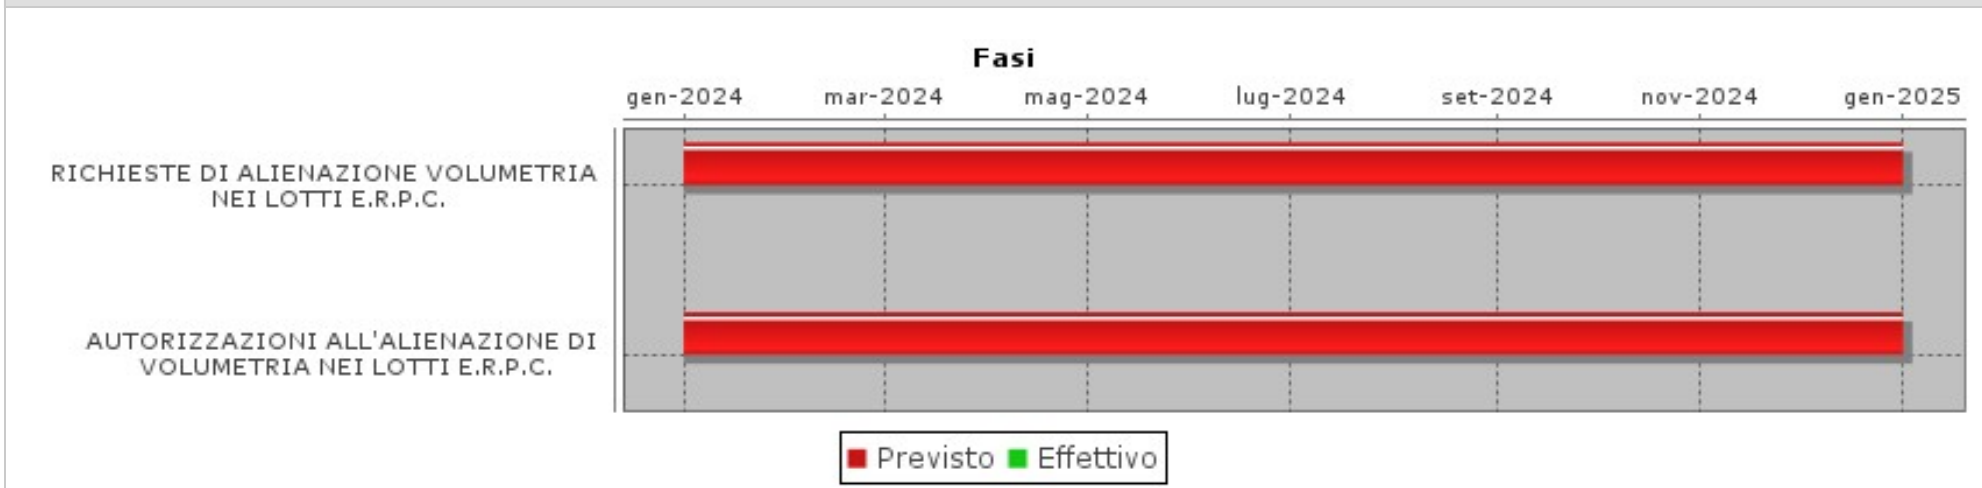 Fasi
gen-2024 mar-2024 mag-2024 lug-2024 set-2024 nov-2024 gen-2025
RICHIESTE DI ALIENAZIONE VOLUMETRIA
NEI LOTTI E.R.P.C.
AUTORIZZAZIONI ALL'ALIENAZIONE DI
VOLUMETRIA NEI LOTTI E.R.P.C.
Previsto Effettivo